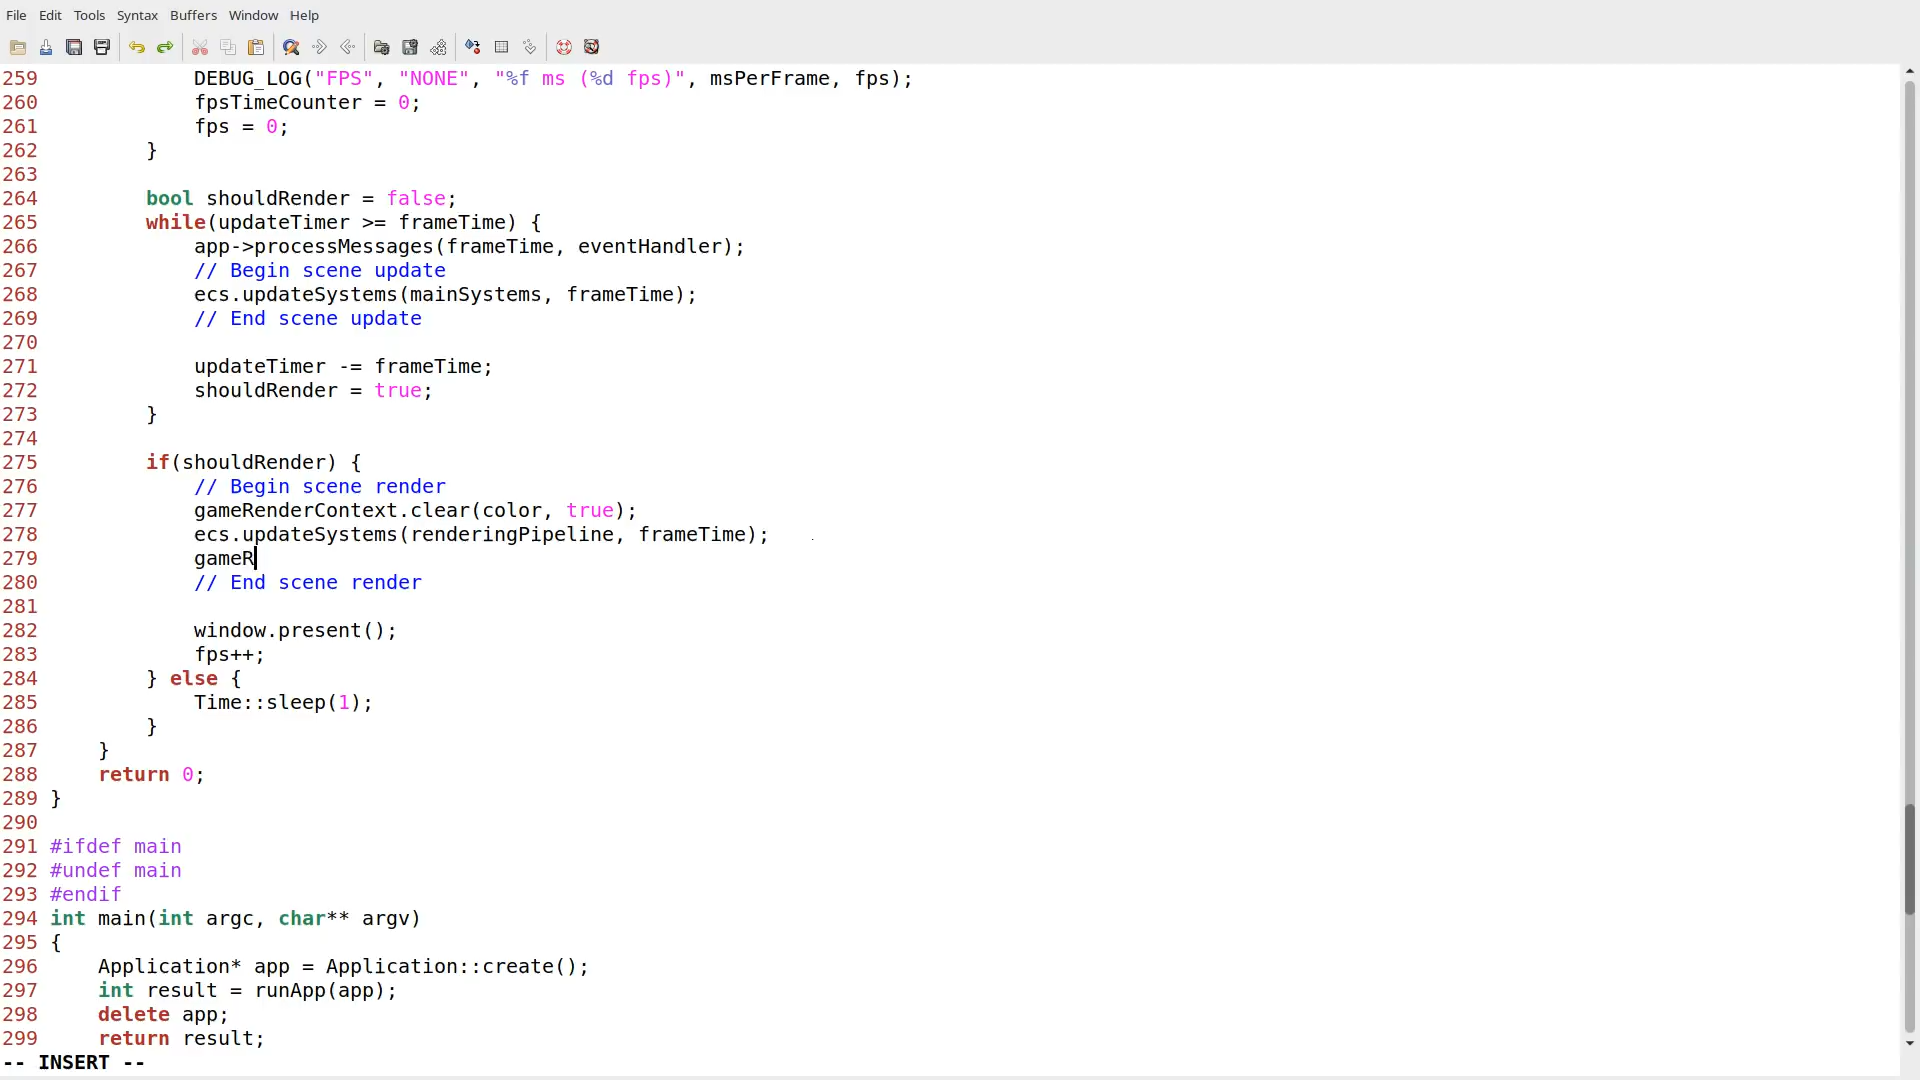 File Edit Tools Syntax Buffers Window Help
259 DEBUG_LOG("FPS", "NONE", "%f ms (%d fps)", msPerFrame, fps);
260 fpsTimeCounter = 0;
261 fps = 0;
262 }
263
264 bool shouldRender = false;
265 while(updateTimer >= frameTime) {
266 app->processMessages(frameTime, eventHandler);
267 // Begin scene update
268 ecs.updateSystems(mainSystems, frameTime);
269 // End scene update
270
271 updateTimer -= frameTime;
272 shouldRender = true;
273 }
274
275 if(shouldRender) {
276 // Begin scene render
277 gameRenderContext.clear(color, true);
278 ecs.updateSystems(renderingPipeline, frameTime);
279 gameR
280 // End scene render
281
282 window.present();
283 fps++;
284 } else {
285 Time::sleep(1);
286 }
287 }
288 return 0;
289 }
290
291 #ifdef main
292 #undef main
293 #endif
294 int main(int argc, char** argv)
295 {
296 Application* app = Application::create();
297 int result = runApp(app);
298 delete app;
299 return result;
-- INSERT --